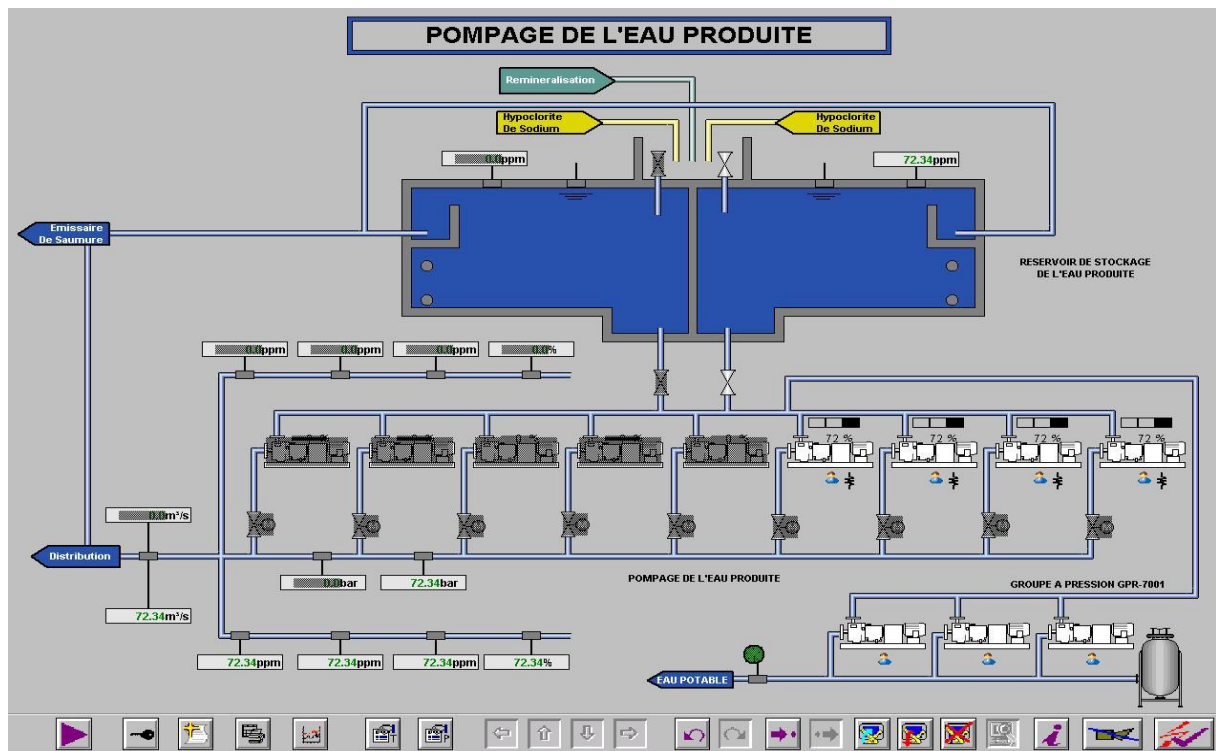 POMPAGE DE L'EAU PRODUITE
Remineralisation
Hypoclorite
De Sodium
Hypoclorite
De Sodium
0.0ppm
72.34ppm
Emissaire
De Saumure
RESERVOIR DE STOCKAGE
DE L'EAU PRODUITE
0.0ppm
0.0ppm
0.0ppm
0.0%
72 %
72 %
72 %
72 %
0.0m³/s
Distribution
0.0bar
72.34bar
POMPAGE DE L'EAU PRODUITE
GROUPE A PRESSION GPR-7001
72.34m³/s
72.34ppm
72.34ppm
72.34ppm
72.34%
EAU POTABLE
T
P
i